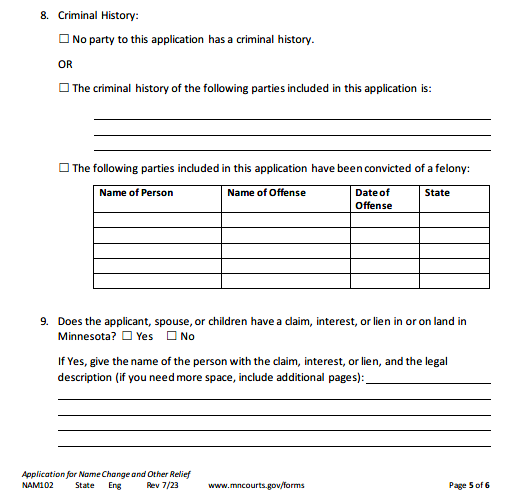 8. Criminal History:
☐ No party to this application has a criminal history.
OR
☐ The criminal history of the following parties included in this application is:
☐ The following parties included in this application have been convicted of a felony:
Name of Person Name of Offense Date of Offense State
9. Does the applicant, spouse, or children have a claim, interest, or lien in or on land in
Minnesota? ☐ Yes ☐ No
If Yes, give the name of the person with the claim, interest, or lien, and the legal
description (if you need more space, include additional pages):
Application for Name Change and Other Relief
NAM102 State Eng Rev 7/23 www.mncourts.gov/forms Page 5 of 6